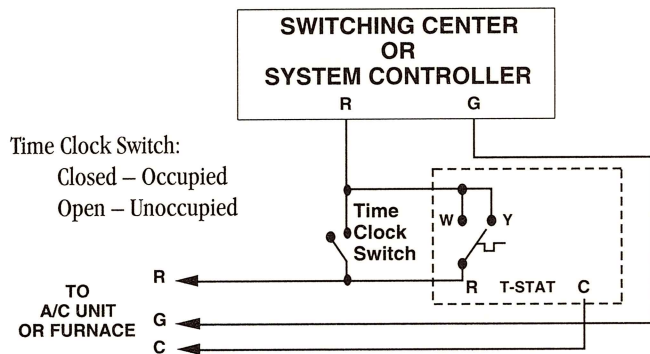 SWITCHING CENTER
OR
SYSTEM CONTROLLER
R G
Time Clock Switch:
Closed – Occupied
Open – Unoccupied
Time
Clock
Switch
W Y
R T-STAT C
TO
A/C UNIT
OR FURNACE
R
G
C